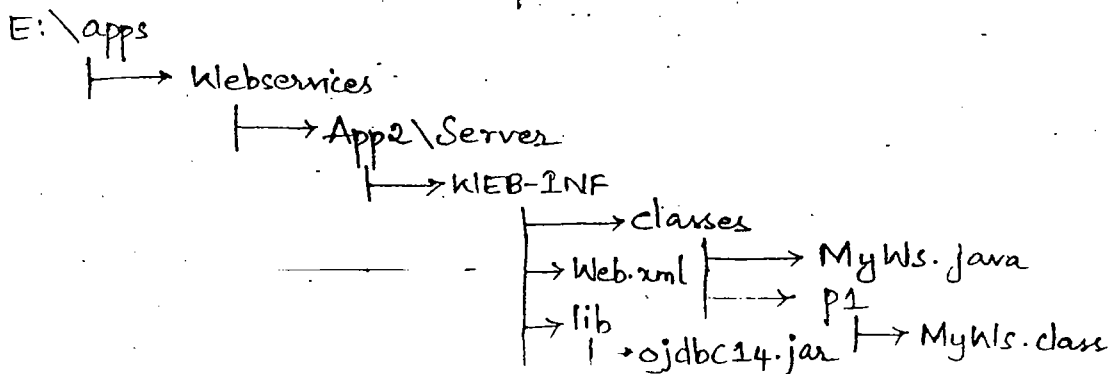 E:\apps
Webservices
App2\Server
WEB-INF
classes
Web.xml MyWs.java
p1
lib
ojdbc14.jar MyWs.class